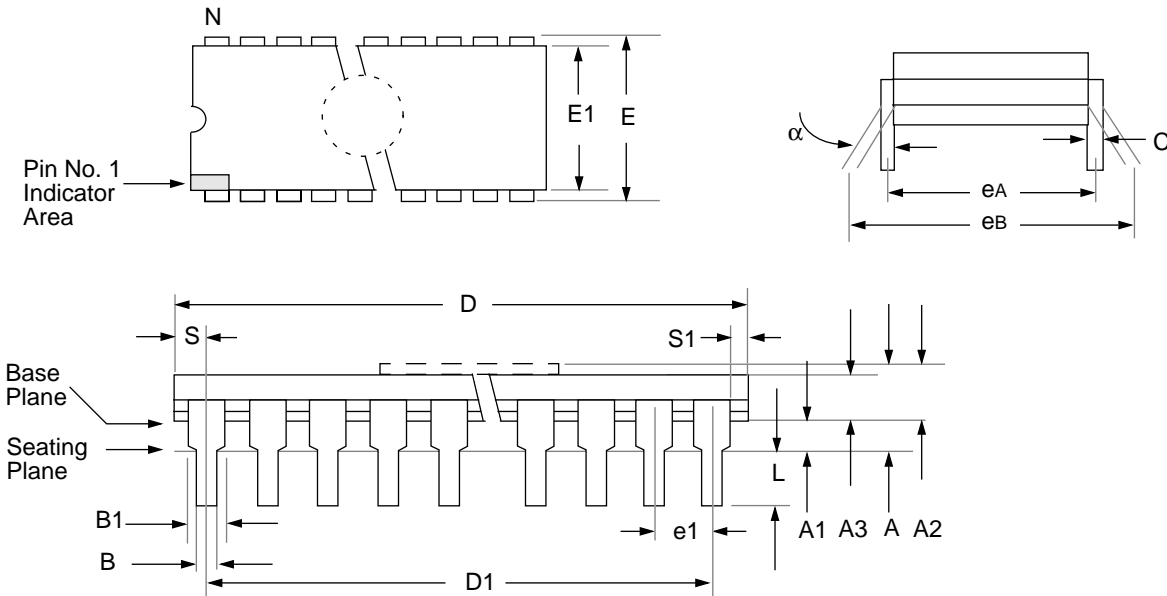 N
E1
E
Pin No. 1
Indicator
Area
α
C
eA
eB
D
S
S1
Base
Plane
Seating
Plane
L
B1
e1
A1
A3
A
A2
B
D1